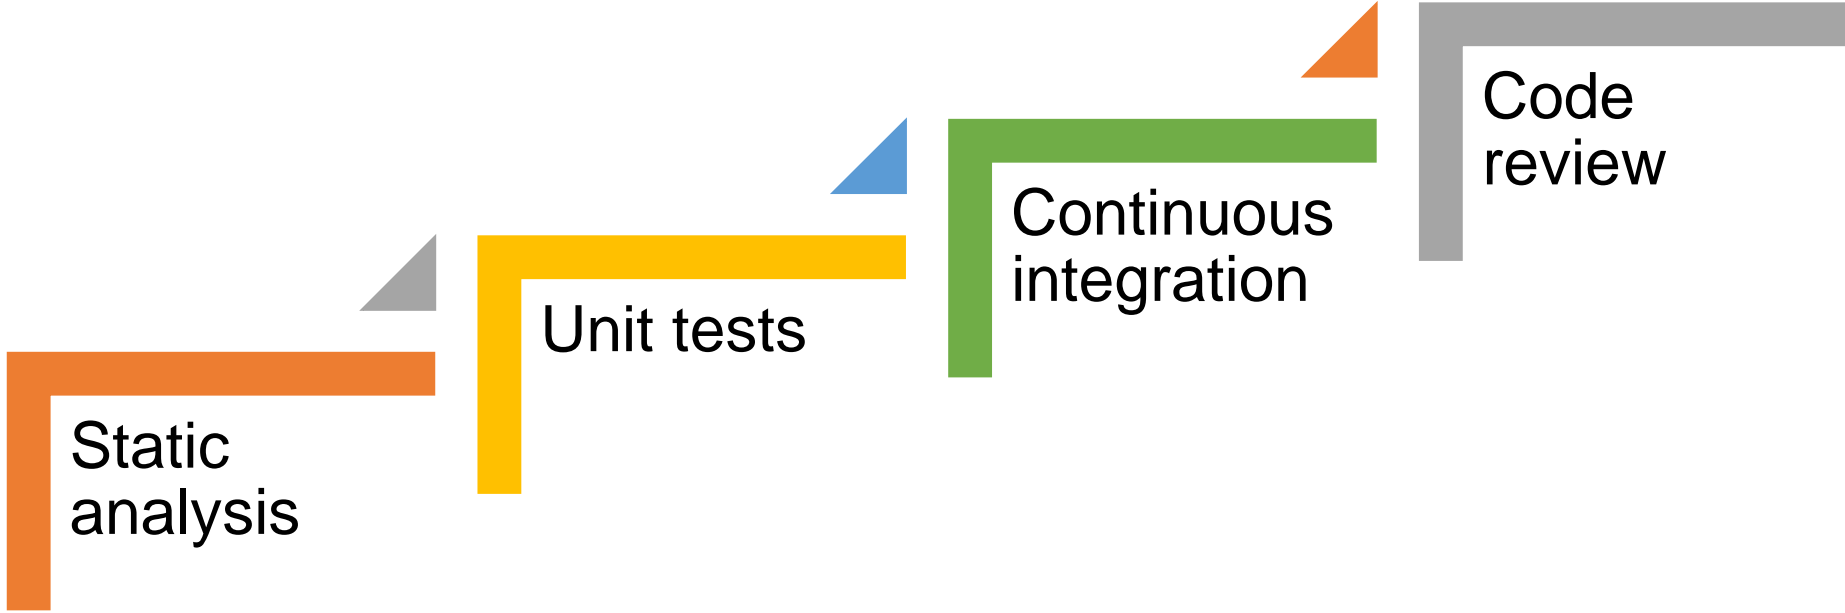 Static
analysis
Unit tests
Continuous
integration
Code
review